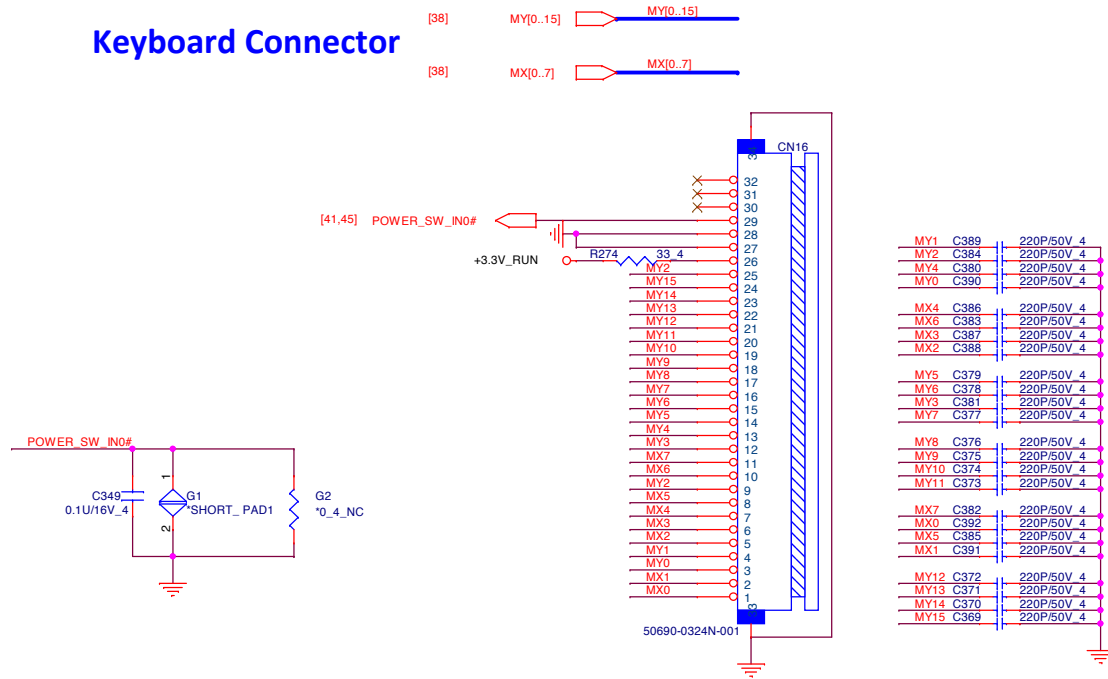 Keyboard Connector
[38] MY[0..15] MY[0..15]
[38] MX[0..7] MX[0..7]
34 CN16
32
31
30
[41,45] POWER_SW_IN0# 29
28
27
+3.3V_RUN R274 33_4 26
MY2 25
MY15 24
MY14 23
MY13 22
MY12 21
MY11 20
MY10 19
MY9 18
MY8 17
MY7 16
MY6 15
MY5 14
MY4 13
MY3 12
MX7 11
MX6 10
MY2 9
MX5 8
MX4 7
MX3 6
MX2 5
MY1 4
MY0 3
MX1 2
MX0 1
33
50690-0324N-001
POWER_SW_IN0#
C349
0.1U/16V_4
1
G1
*SHORT_ PAD1
2
G2
*0_4_NC
MY1 C389 220P/50V_4
MY2 C384 220P/50V_4
MY4 C380 220P/50V_4
MY0 C390 220P/50V_4
MX4 C386 220P/50V_4
MX6 C383 220P/50V_4
MX3 C387 220P/50V_4
MX2 C388 220P/50V_4
MY5 C379 220P/50V_4
MY6 C378 220P/50V_4
MY3 C381 220P/50V_4
MY7 C377 220P/50V_4
MY8 C376 220P/50V_4
MY9 C375 220P/50V_4
MY10 C374 220P/50V_4
MY11 C373 220P/50V_4
MX7 C382 220P/50V_4
MX0 C392 220P/50V_4
MX5 C385 220P/50V_4
MX1 C391 220P/50V_4
MY12 C372 220P/50V_4
MY13 C371 220P/50V_4
MY14 C370 220P/50V_4
MY15 C369 220P/50V_4